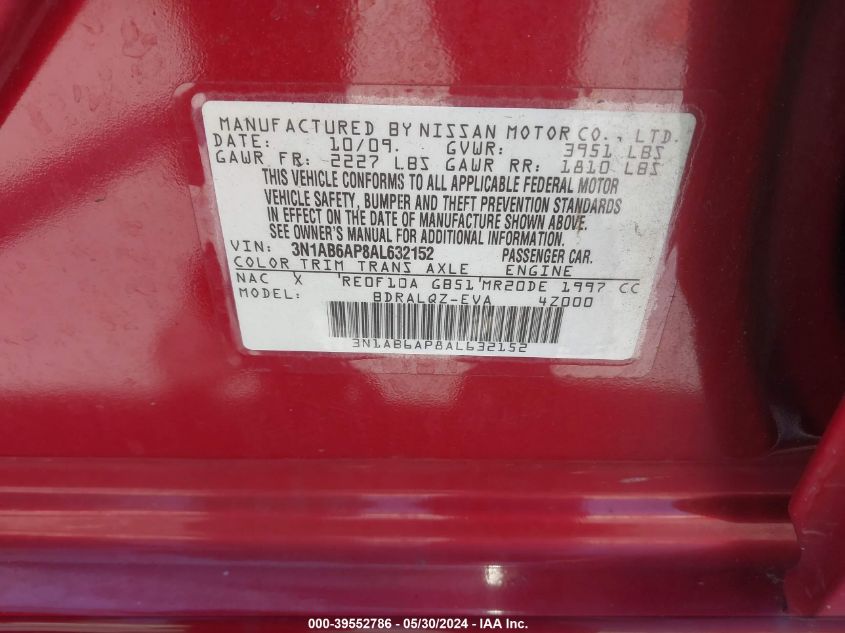 MANUFACTURED BY NISSAN MOTOR CO., LTD.
DATE: 10/09. GVWR: 3951 LBS
GAWR FR: 2227 LBS GAWR RR: 1810 LBS
THIS VEHICLE CONFORMS TO ALL APPLICABLE FEDERAL MOTOR
VEHICLE SAFETY, BUMPER AND THEFT PREVENTION STANDARDS
IN EFFECT ON THE DATE OF MANUFACTURE SHOWN ABOVE.
SEE OWNER'S MANUAL FOR ADDITIONAL INFORMATION.
VIN: 3N1AB6AP8AL632152 PASSENGER CAR.
COLOR TRIM TRANS AXLE ENGINE
NAC X RE0F10A GB51 MR20DE 1997 CC
MODEL: BDRALQZ-EVA 4Z000
3N1AB6AP8AL632152
000-39552786 - 05/30/2024 - IAA Inc.